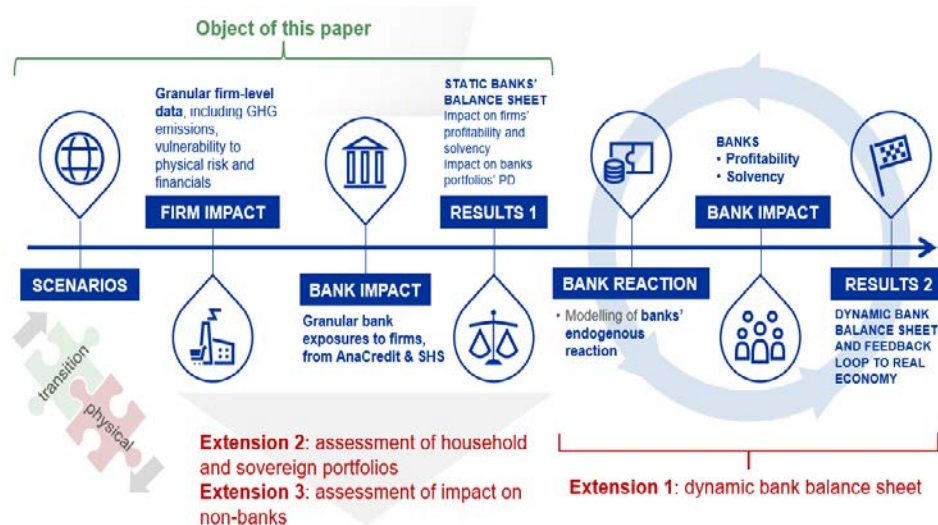 Object of this paper
Granular firm-level
data, including GHG
emissions,
vulnerability to
physical risk and
financials
FIRM IMPACT
STATIC BANKS'
BALANCE SHEET
Impact on firms'
profitability and
solvency
Impact on banks
portfolios' PD
RESULTS 1
BANKS
• Profitability
• Solvency
BANK IMPACT
SCENARIOS
BANK IMPACT
Granular bank
exposures to firms,
from AnaCredit & SHS
BANK REACTION
• Modelling of banks'
endogenous
reaction
RESULTS 2
DYNAMIC BANK
BALANCE SHEET
AND FEEDBACK
LOOP TO REAL
ECONOMY
transition
physical
Extension 2: assessment of household
and sovereign portfolios
Extension 3: assessment of impact on
non-banks
Extension 1: dynamic bank balance sheet